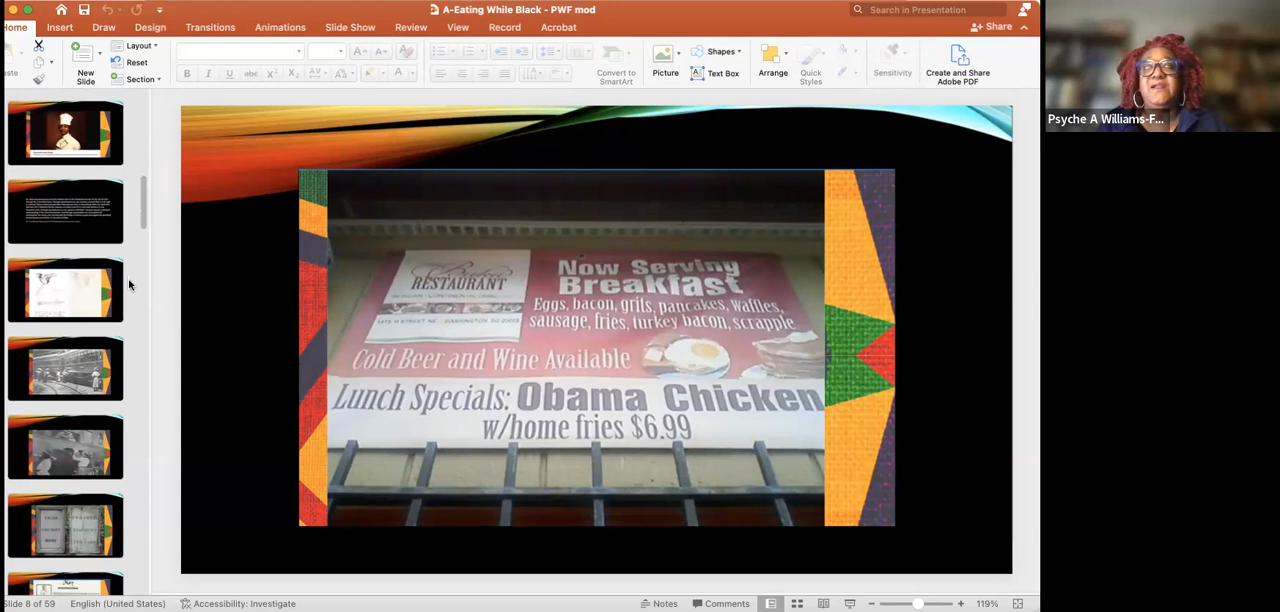 A-Eating While Black - PWF mod
Search in Presentation
Home
Insert
Draw
Design
Transitions
Animations
Slide Show
Review
View
Record
Acrobat
Share
Layout
Reset
Section
New
Slide
Convert to
SmartArt
Picture
Shapes
Text Box
Arrange
Quick
Styles
Sensitivity
Create and Share
Adobe PDF
Psyche A Williams-F...
RESTAURANT
Now Serving
Breakfast
Eggs, bacon, grits, pancakes, Waffles,
sausage, fries, turkey bacon, scrapple
Cold Beer and Wine Available
Lunch Specials: Obama Chicken
w/home fries $6.99
Slide 8 of 59
English (United States)
Accessibility: Investigate
Notes
Comments
119%